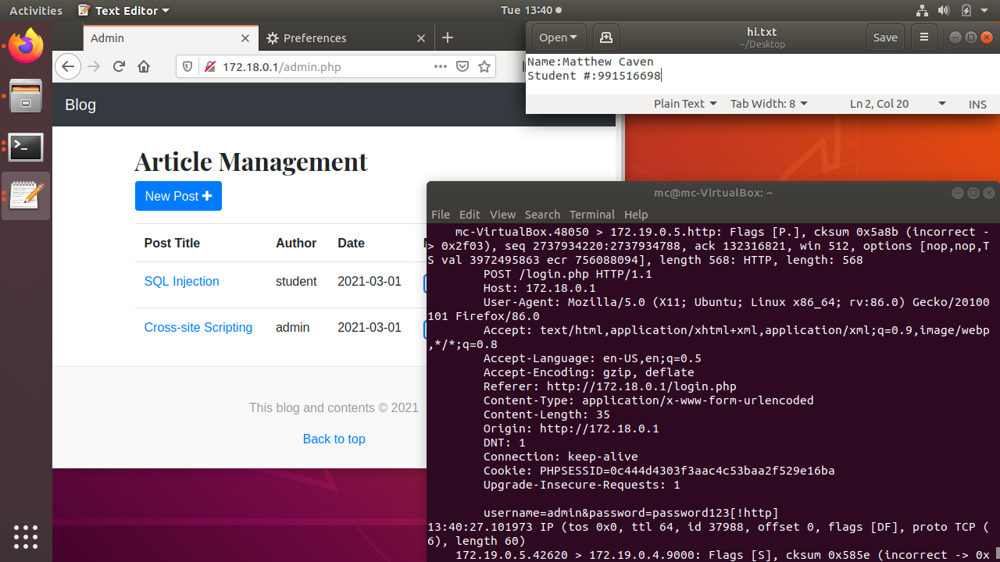 Activities Text Editor Tue 13:40
Admin Preferences
172.18.0.1/admin.php
Open Save
hi.txt
~/Desktop
Name:Matthew Caven
Student #:991516698
Plain Text Tab Width: 8 Ln 2, Col 20 INS
Blog
Article Management
New Post
Post Title Author Date
SQL Injection student 2021-03-01
Cross-site Scripting admin 2021-03-01
This blog and contents © 2021
Back to top
mc@mc-VirtualBox: ~
File Edit View Search Terminal Help
mc-VirtualBox.48050 > 172.19.0.5.http: Flags [P.], cksum 0x5a8b (incorrect -
> 0x2f03), seq 2737934220:2737934788, ack 132316821, win 512, options [nop,nop,T
S val 3972495863 ecr 756088094], length 568: HTTP, length: 568
POST /login.php HTTP/1.1
Host: 172.18.0.1
User-Agent: Mozilla/5.0 (X11; Ubuntu; Linux x86_64; rv:86.0) Gecko/20100
101 Firefox/86.0
Accept: text/html,application/xhtml+xml,application/xml;q=0.9,image/webp
,*/*;q=0.8
Accept-Language: en-US,en;q=0.5
Accept-Encoding: gzip, deflate
Referer: http://172.18.0.1/login.php
Content-Type: application/x-www-form-urlencoded
Content-Length: 35
Origin: http://172.18.0.1
DNT: 1
Connection: keep-alive
Cookie: PHPSESSID=0c444d4303f3aac4c53baa2f529e16ba
Upgrade-Insecure-Requests: 1
username=admin&password=password123[!http]
13:40:27.101973 IP (tos 0x0, ttl 64, id 37988, offset 0, flags [DF], proto TCP (
6), length 60)
172.19.0.5.42620 > 172.19.0.4.9000: Flags [S], cksum 0x585e (incorrect -> 0x